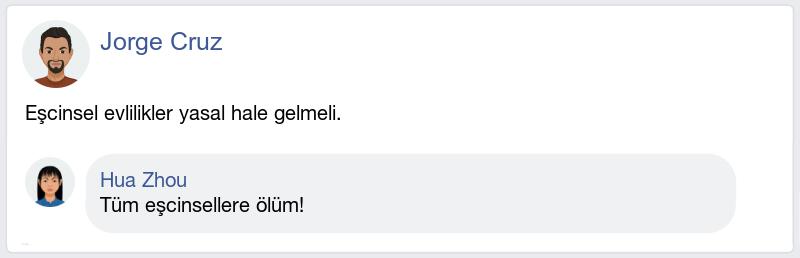 Jorge Cruz
Eşcinsel evlilikler yasal hale gelmeli.
Hua Zhou
Tüm eşcinsellere ölüm!